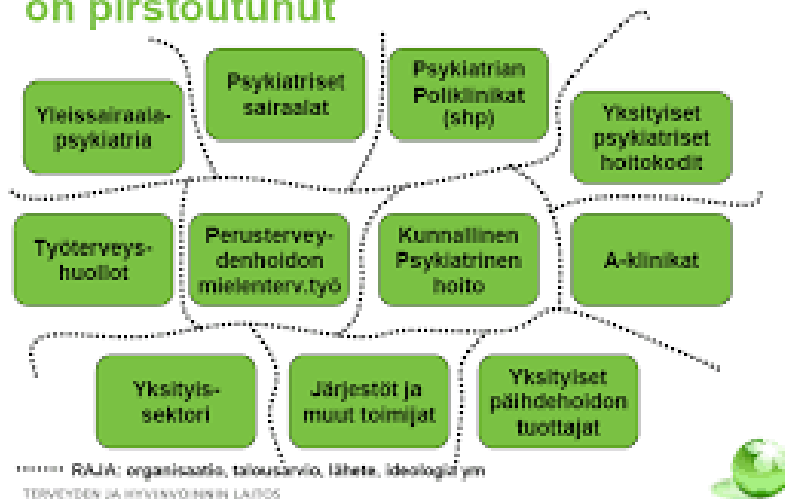 on pirstoutunut
Yleissairaala-
psykiatria
Psykiatriset
sairaalat
Psykiatrian
Poliklinikat
(shp)
Yksityiset
psykiatriset
hoitokodit
Työterveys-
huollot
Perustervey-
denhoidon
mielenterv.työ
Kunnallinen
Psykiatrinen
hoito
A-klinikat
Yksityis-
sektori
Järjestöt ja
muut toimijat
Yksityiset
päihdehoidon
tuottajat
RAJA: organisaatio, talousarvio, lähete, ideologia ym
TERVEYDEN JA HYVINVOINNIN LAITOS